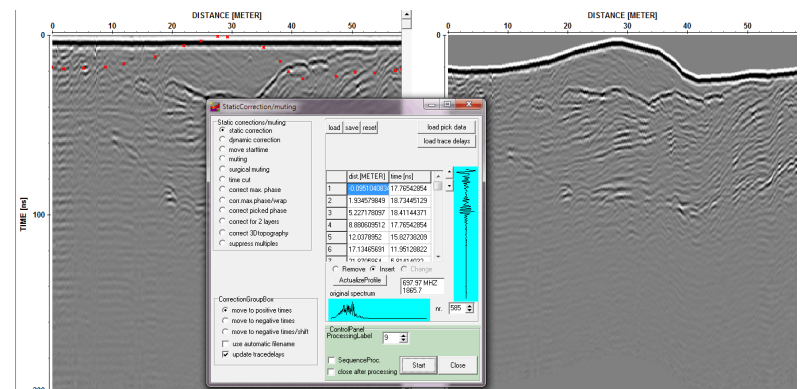 DISTANCE [METER]
0 10 20 30 40 50
DISTANCE [METER]
0 10 20 30 40 50
0
0
TIME [ns]
100
200
StaticCorrection/muting
Static corrections/muting
static correction
dynamic correction
move starttime
muting
surgical muting
time cut
correct max. phase
corr.max.phase/wrap
correct picked phase
correct for 2 layers
correct 3D topography
suppress multiples
CorrectionGroupBox
move to positive times
move to negative times
move to negative times/shift
use automatic filename
update tracedelays
load save reset
load pick data
load trace delays
dist.[METER] time [ns]
1 -0.0951040834 17.76542854
2 1.934579849 18.73445129
3 5.227178097 18.41144371
4 8.880609512 17.76542854
5 12.0378952 15.82738209
6 17.13465691 11.95128822
Remove Insert Change
ActualizeProfile
697.97 MHZ
1865.7
original spectrum
nr. 585
ControlPanel
ProcessingLabel 9
SequenceProc.
close after processing
Start Close